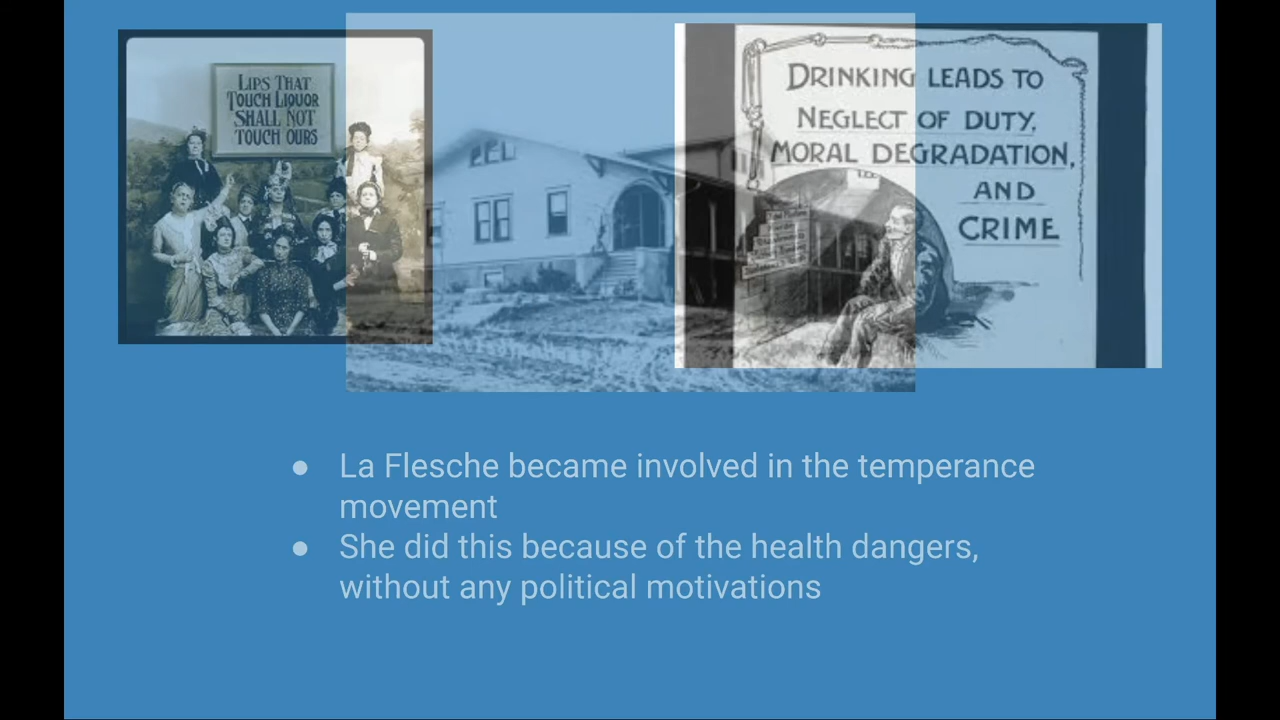 LIPS THAT
TOUCH LIQUOR
SHALL NOT
TOUCH OURS
DRINKING LEADS TO
NEGLECT OF DUTY,
MORAL DEGRADATION,
AND
CRIME
● La Flesche became involved in the temperance
movement
● She did this because of the health dangers,
without any political motivations